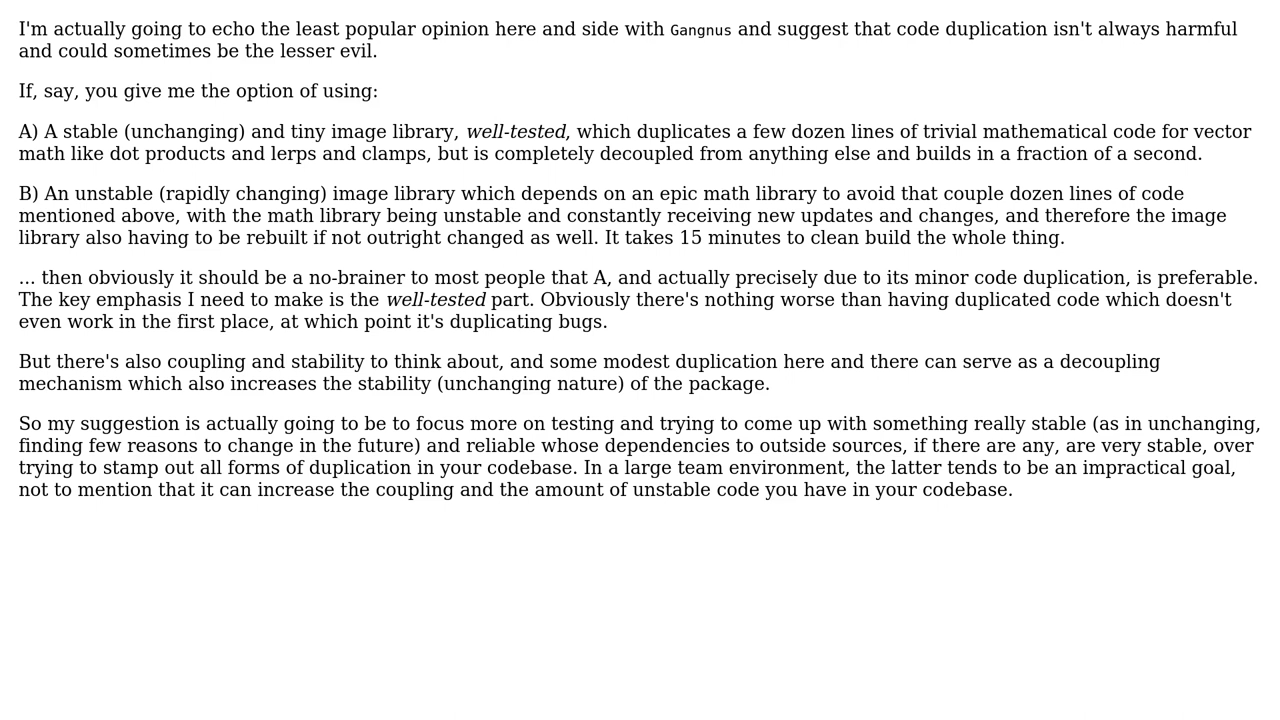 I'm actually going to echo the least popular opinion here and side with Gangnus and suggest that code duplication isn't always harmful
and could sometimes be the lesser evil.
If, say, you give me the option of using:
A) A stable (unchanging) and tiny image library, well-tested, which duplicates a few dozen lines of trivial mathematical code for vector
math like dot products and lerps and clamps, but is completely decoupled from anything else and builds in a fraction of a second.
B) An unstable (rapidly changing) image library which depends on an epic math library to avoid that couple dozen lines of code
mentioned above, with the math library being unstable and constantly receiving new updates and changes, and therefore the image
library also having to be rebuilt if not outright changed as well. It takes 15 minutes to clean build the whole thing.
... then obviously it should be a no-brainer to most people that A, and actually precisely due to its minor code duplication, is preferable.
The key emphasis I need to make is the well-tested part. Obviously there's nothing worse than having duplicated code which doesn't
even work in the first place, at which point it's duplicating bugs.
But there's also coupling and stability to think about, and some modest duplication here and there can serve as a decoupling
mechanism which also increases the stability (unchanging nature) of the package.
So my suggestion is actually going to be to focus more on testing and trying to come up with something really stable (as in unchanging,
finding few reasons to change in the future) and reliable whose dependencies to outside sources, if there are any, are very stable, over
trying to stamp out all forms of duplication in your codebase. In a large team environment, the latter tends to be an impractical goal,
not to mention that it can increase the coupling and the amount of unstable code you have in your codebase.